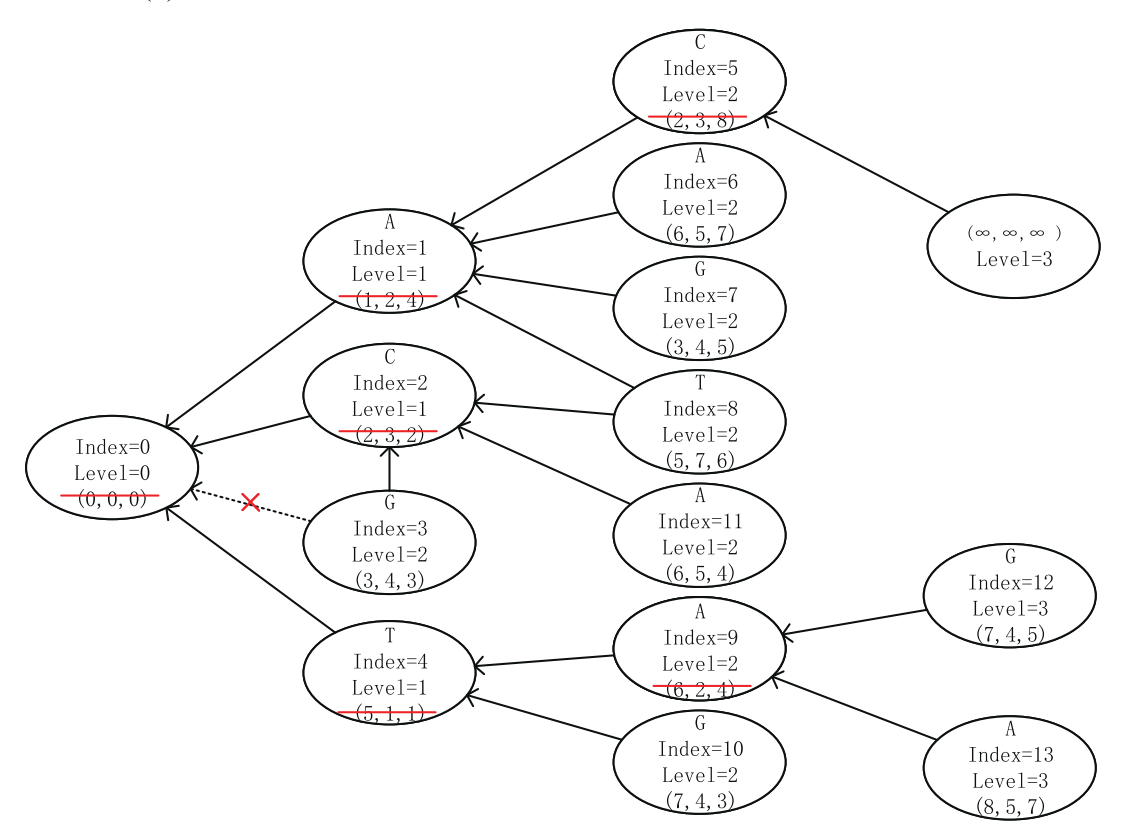 C
Index=5
Level=2
(2,3,8)
A
Index=6
Level=2
(6,5,7)
(∞,∞,∞ )
Level=3
A
Index=1
Level=1
(1,2,4)
G
Index=7
Level=2
(3,4,5)
C
Index=2
Level=1
(2,3,2)
T
Index=8
Level=2
(5,7,6)
Index=0
Level=0
(0,0,0)
G
Index=3
Level=2
(3,4,3)
A
Index=11
Level=2
(6,5,4)
G
Index=12
Level=3
(7,4,5)
T
Index=4
Level=1
(5,1,1)
A
Index=9
Level=2
(6,2,4)
G
Index=10
Level=2
(7,4,3)
A
Index=13
Level=3
(8,5,7)